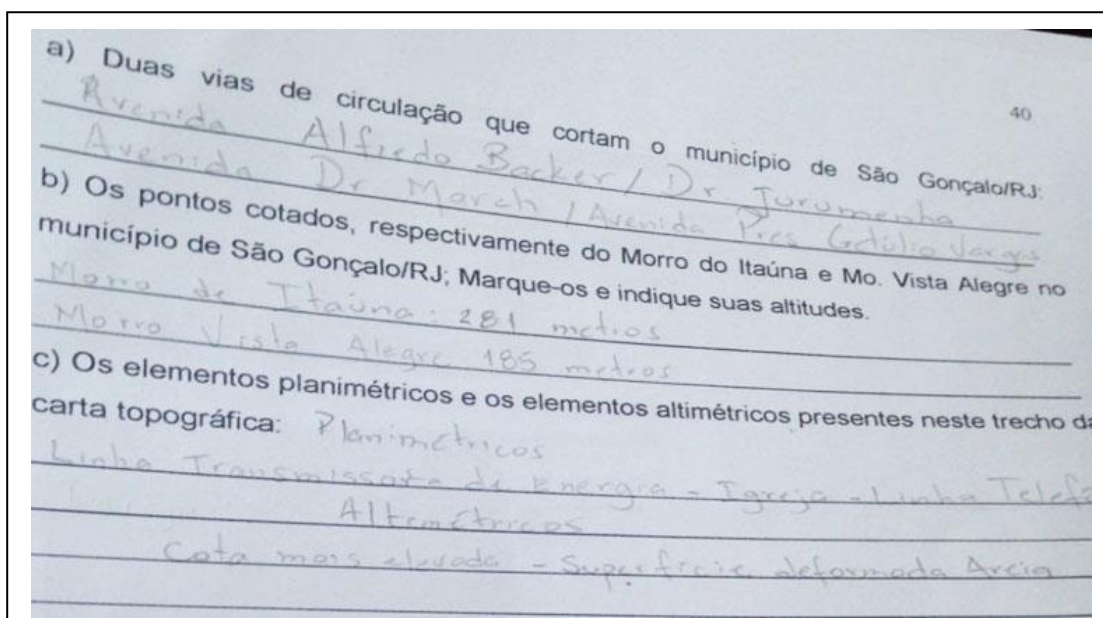 40
a) Duas vias de circulação que cortam o município de São Gonçalo/RJ:
Avenida Alfredo Backer / Dr. Jurumenha
Avenida Dr March / Avenida Pres Getúlio Vargas
b) Os pontos cotados, respectivamente do Morro do Itaúna e Mo. Vista Alegre no
município de São Gonçalo/RJ; Marque-os e indique suas altitudes.
Morro de Itaúna: 281 metros
Morro Vista Alegre 185 metros
c) Os elementos planimétricos e os elementos altimétricos presentes neste trecho da
carta topográfica: Planimétricos
Linha de Energia - Igreja - Linha
Altimétricos
Cota mais elevada - Superfície deformada Areia